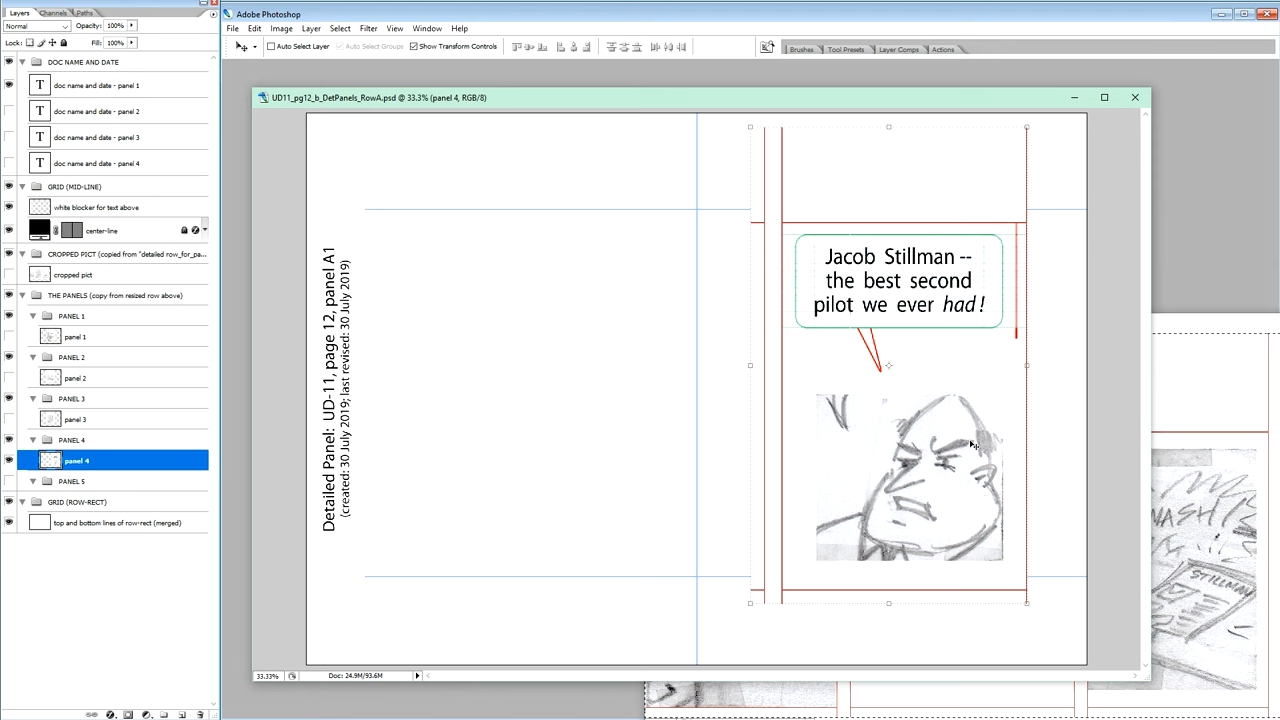 Layers
Channels
Paths
Normal
Opacity: 100%
Lock:
Fill: 100%
DOC NAME AND DATE
T doc name and date - panel 1
T doc name and date - panel 2
T doc name and date - panel 3
T doc name and date - panel 4
GRID (MID-LINE)
white blocker for text above
center-line
CROPPED PICT (copied from "detailed row_for_pa...
cropped pict
THE PANELS (copy from resized row above)
PANEL 1
panel 1
PANEL 2
panel 2
PANEL 3
panel 3
PANEL 4
panel 4
PANEL 5
GRID (ROW-RECT)
top and bottom lines of row-rect (merged)
Adobe Photoshop
File Edit Image Layer Select Filter View Window Help
Auto Select Layer
Auto Select Groups
Show Transform Controls
Brushes
Tool Presets
Layer Comps
Actions
UD11_pg12_b_DetPanels_RowA.psd @ 33.3% (panel 4, RGB/8)
Detailed Panel: UD-11, page 12, panel A1
(created: 30 July 2019; last revised: 30 July 2019)
Jacob Stillman --
the best second
pilot we ever had!
33.33%
Doc: 24.9M/93.6M
STILLMAN